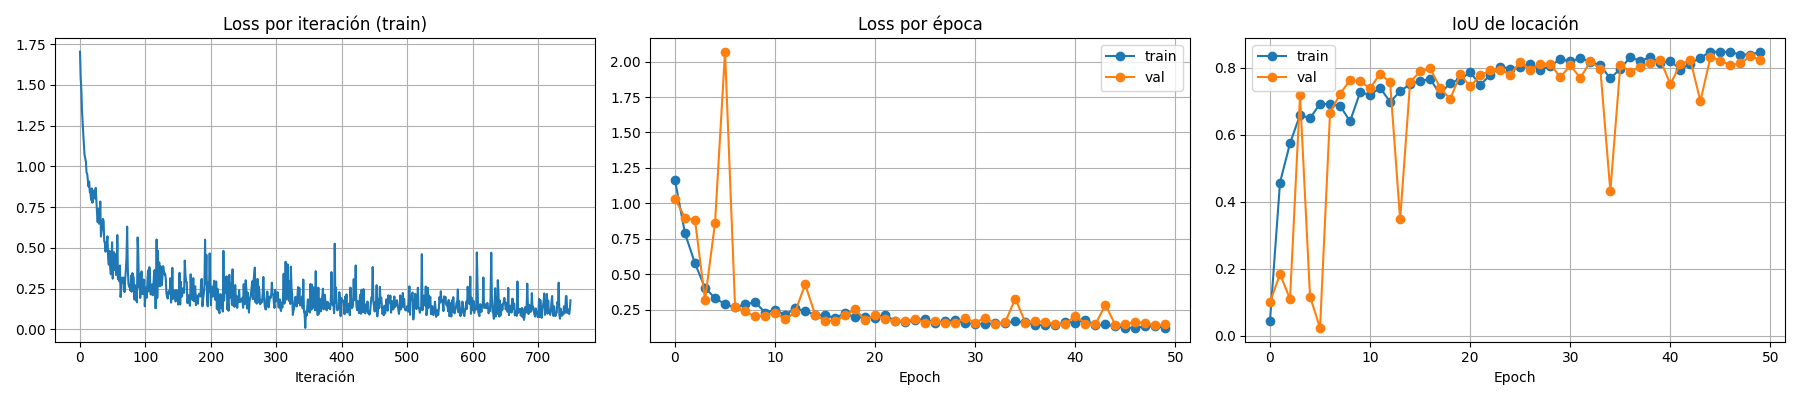 Loss por iteración (train)
1.75
1.50
1.25
1.00
0.75
0.50
0.25
0.00
0 100 200 300 400 500 600 700
Iteración
Loss por época
train
val
2.00
1.75
1.50
1.25
1.00
0.75
0.50
0.25
0 10 20 30 40 50
Epoch
IoU de locación
train
val
0.8
0.6
0.4
0.2
0.0
0 10 20 30 40 50
Epoch